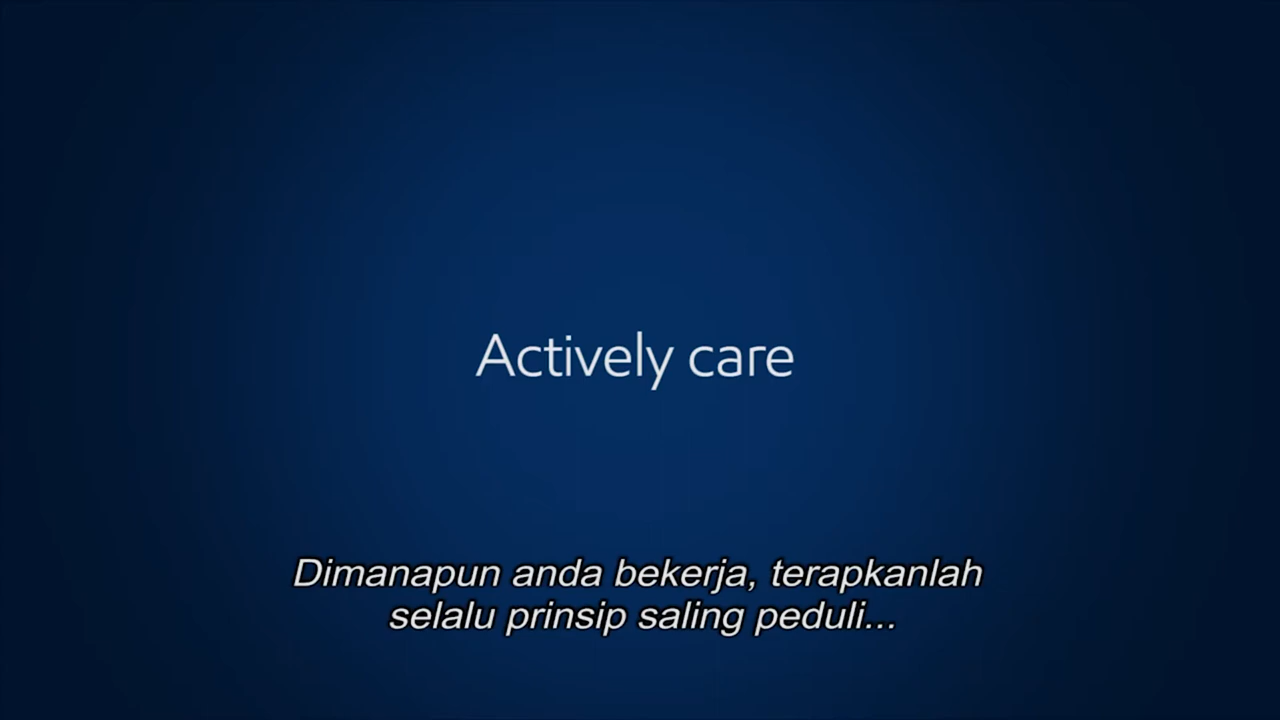 Actively care
Dimanapun anda bekerja, terapkanlah
selalu prinsip saling peduli...